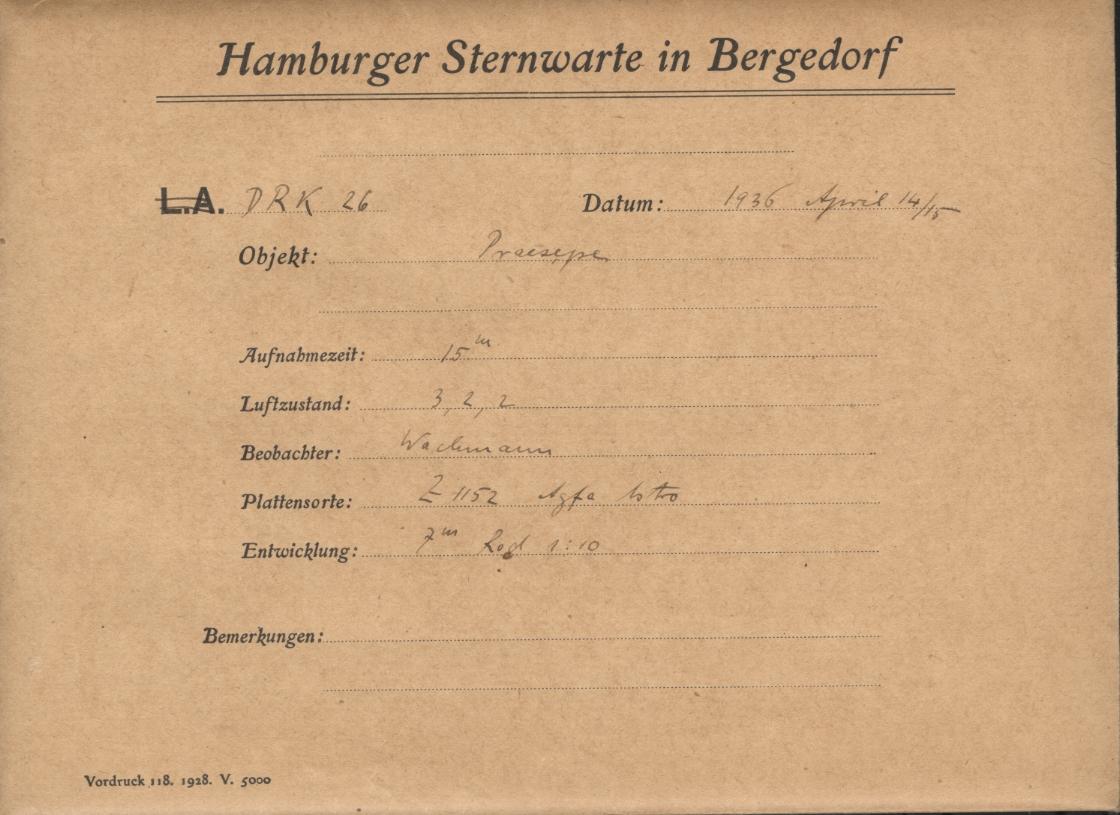 Hamburger Sternwarte in Bergedorf
L.A. DRK 26 Datum: 1936 April 14/15
Objekt: Praesepe
Aufnahmezeit: 15ᵐ
Luftzustand: 3, 2, 2
Beobachter: Wachmann
Plattensorte: Z 1152 Agfa Astro
Entwicklung: 7ᵐ Rod 1:10
Bemerkungen:
Vordruck 118. 1928. V. 5000